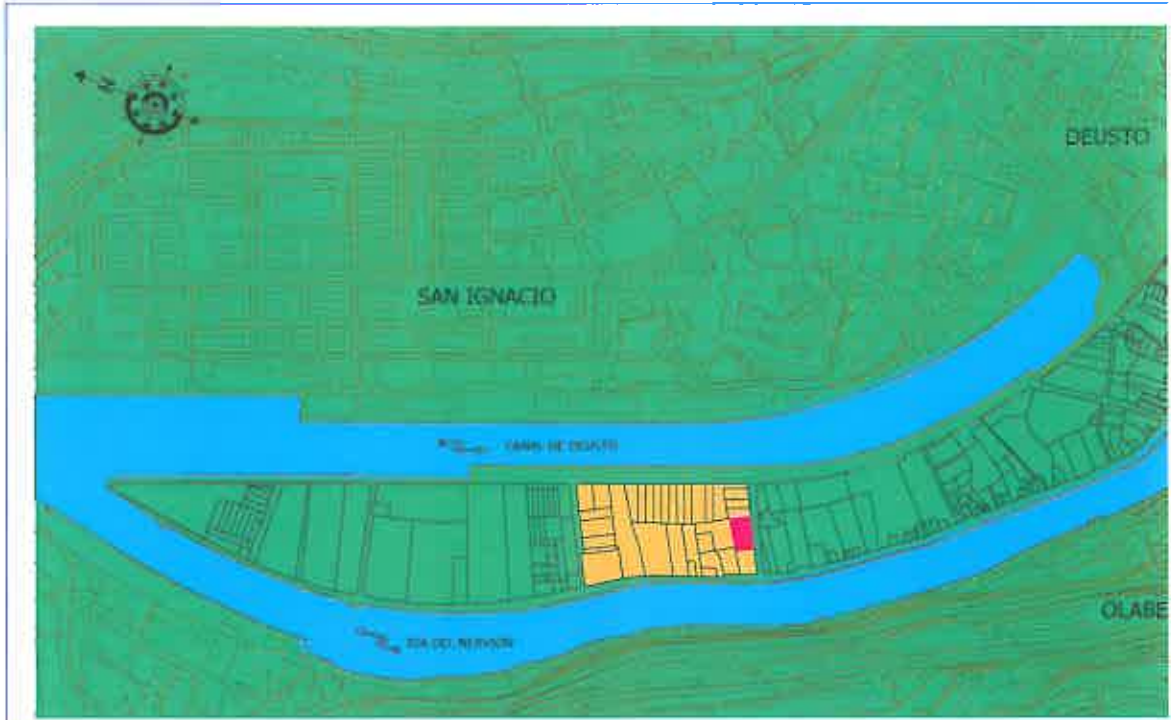 N
DEUSTO
SAN IGNACIO
CANAL DE DEUSTO
OLABE
RIA DEL NERVION